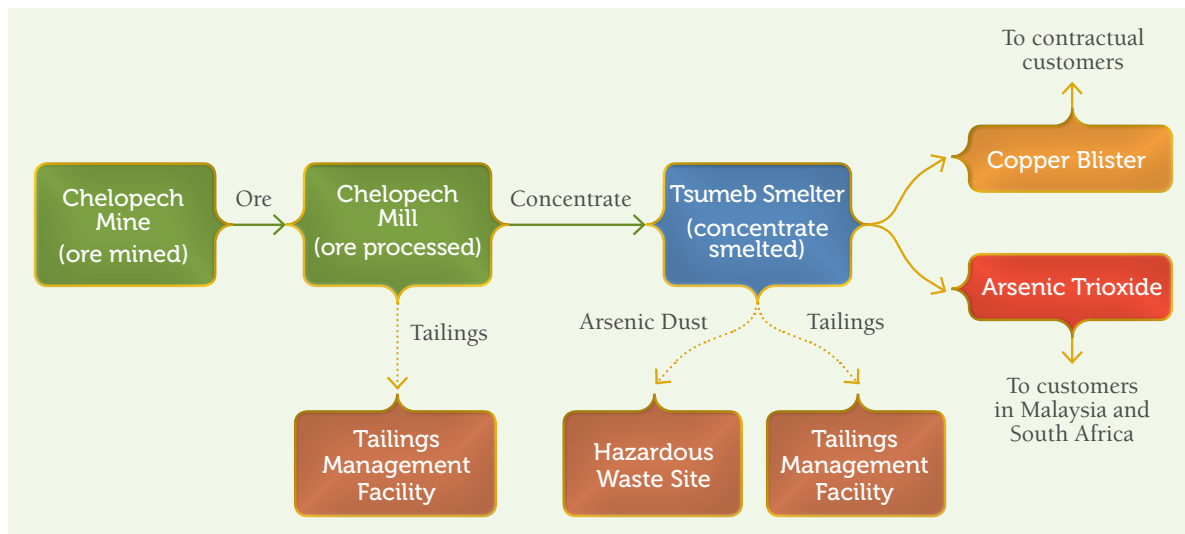 To contractual
customers
Copper Blister
Chelopech
Mine
(ore mined)
Ore
Chelopech
Mill
(ore processed)
Concentrate
Tsumeb Smelter
(concentrate
smelted)
Arsenic Trioxide
Tailings
Arsenic Dust
Tailings
To customers
in Malaysia and
South Africa
Tailings
Management
Facility
Hazardous
Waste Site
Tailings
Management
Facility